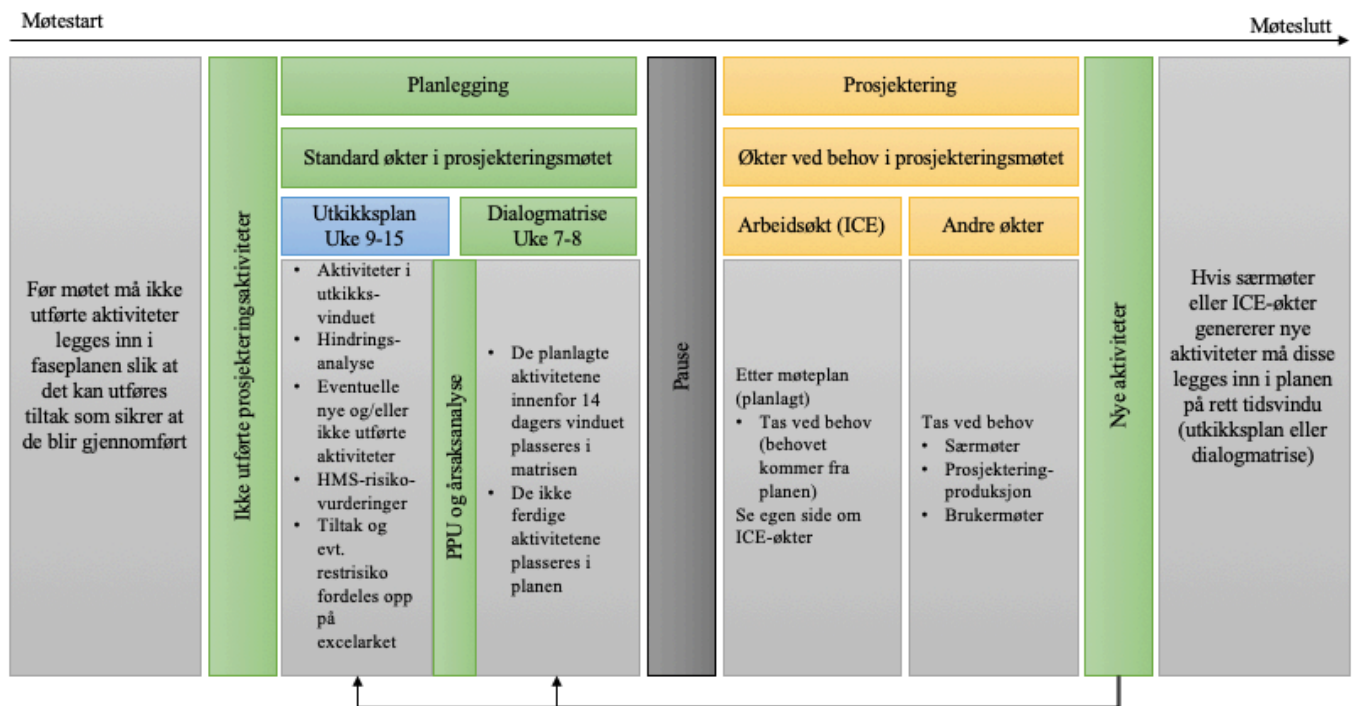 Møtestart
Møteslutt
Før møtet må ikke
utførte aktiviteter
legges inn i
faseplanen slik at
det kan utføres
tiltak som sikrer at
de blir gjennomført
Ikke utførte prosjekteringsaktiviteter
Planlegging
Standard økter i prosjekteringsmøtet
Utkikksplan
Uke 9-15
• Aktiviteter i
utkikks-
vinduet
• Hindrings-
analyse
• Eventuelle
nye og/eller
ikke utførte
aktiviteter
• HMS-risiko-
vurderinger
• Tiltak og
evt.
restrisiko
fordeles opp
på
excelarket
PPU og årsaksanalyse
Dialogmatrise
Uke 7-8
• De planlagte
aktivitetene
innenfor 14
dagers vinduet
plasseres i
matrisen
• De ikke
ferdige
aktivitetene
plasseres i
planen
Pause
Prosjektering
Økter ved behov i prosjekteringsmøtet
Arbeidsøkt (ICE)
Etter møteplan
(planlagt)
• Tas ved behov
(behovet
kommer fra
planen)
Se egen side om
ICE-økter
Andre økter
Tas ved behov
• Særmøter
• Prosjektering-
produksjon
• Brukermøter
Nye aktiviteter
Hvis særmøter
eller ICE-økter
genererer nye
aktiviteter må disse
legges inn i planen
på rett tidsvindu
(utkikksplan eller
dialogmatrise)